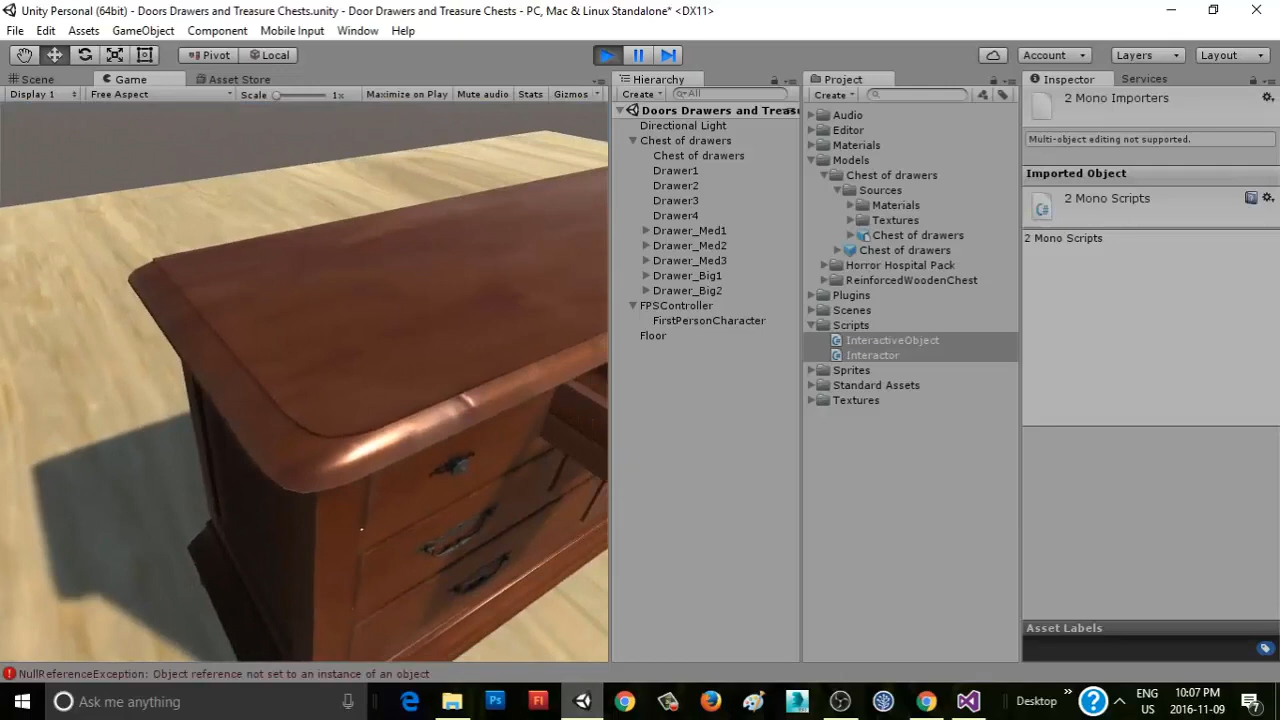 Unity Personal (64bit) - Doors Drawers and Treasure Chests.unity - Door Drawers and Treasure Chests - PC, Mac & Linux Standalone* <DX11>
File Edit Assets GameObject Component Mobile Input Window Help
Pivot Local Account Layers Layout
Scene Game Asset Store Hierarchy Project Inspector Services
Display 1 Free Aspect Scale 1x Maximize on Play Mute audio Stats Gizmos Create All Create 2 Mono Importers
Doors Drawers and Treas
Directional Light
Chest of drawers
Chest of drawers
Drawer1
Drawer2
Drawer3
Drawer4
Drawer_Med1
Drawer_Med2
Drawer_Med3
Drawer_Big1
Drawer_Big2
FPSController
FirstPersonCharacter
Floor
Audio
Editor
Materials
Models
Chest of drawers
Sources
Materials
Textures
Chest of drawers
Chest of drawers
Horror Hospital Pack
ReinforcedWoodenChest
Plugins
Scenes
Scripts
InteractiveObject
Interactor
Sprites
Standard Assets
Textures
Multi-object editing not supported.
Imported Object
C#
2 Mono Scripts
2 Mono Scripts
Asset Labels
NullReferenceException: Object reference not set to an instance of an object
Ask me anything
Desktop
ENG
US
10:07 PM
2016-11-09